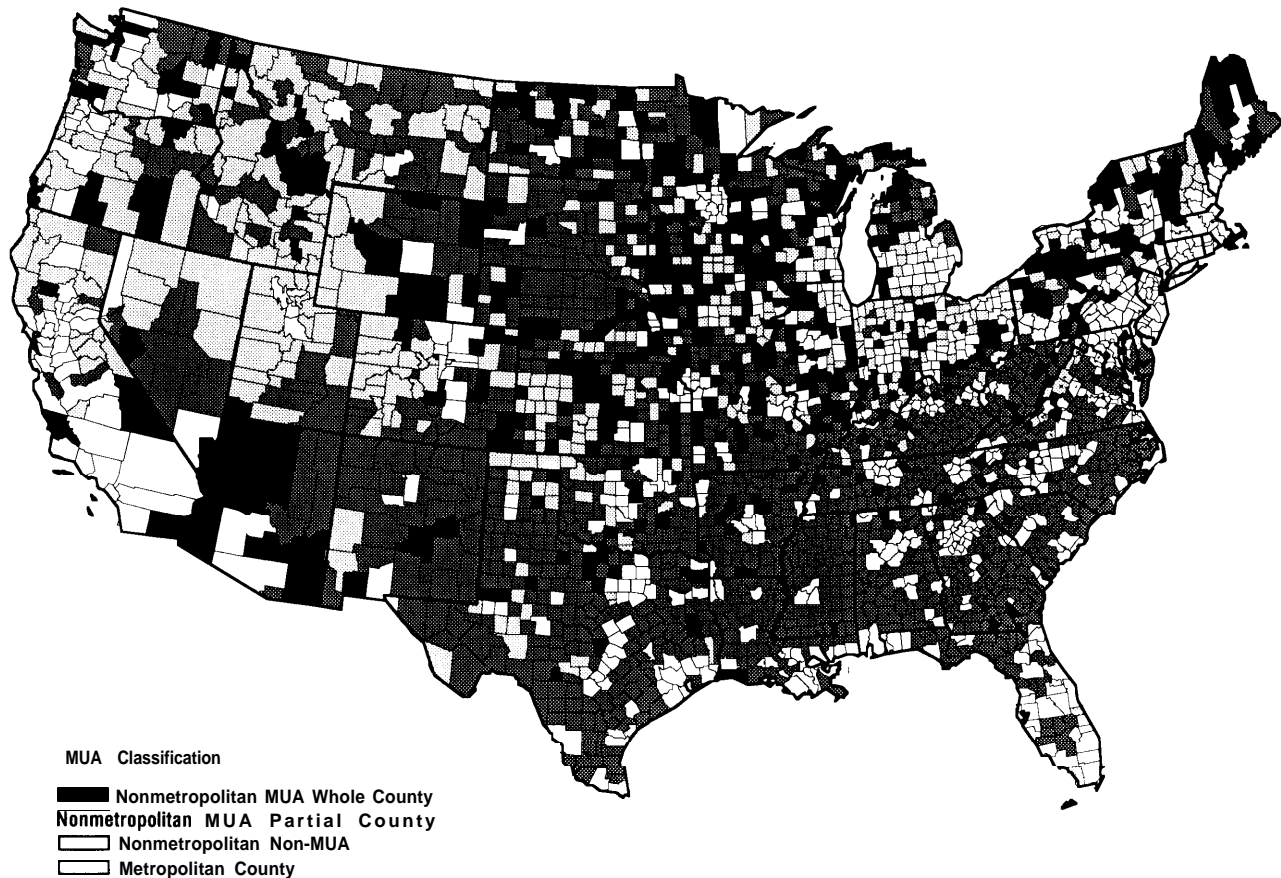 MUA Classification
Nonmetropolitan MUA Whole County
Nonmetropolitan MUA Partial County
Nonmetropolitan Non-MUA
Metropolitan County